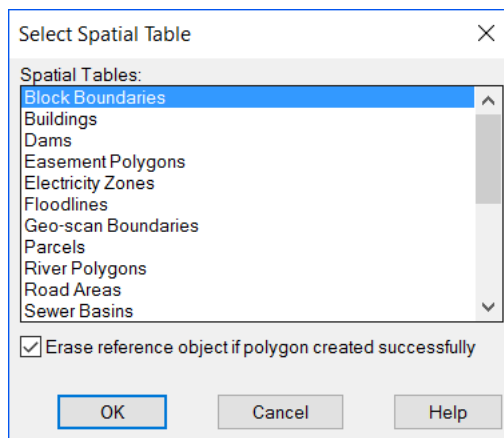 Select Spatial Table
Spatial Tables:
Block Boundaries
Buildings
Dams
Easement Polygons
Electricity Zones
Floodlines
Geo-scan Boundaries
Parcels
River Polygons
Road Areas
Sewer Basins
Erase reference object if polygon created successfully
OK Cancel Help